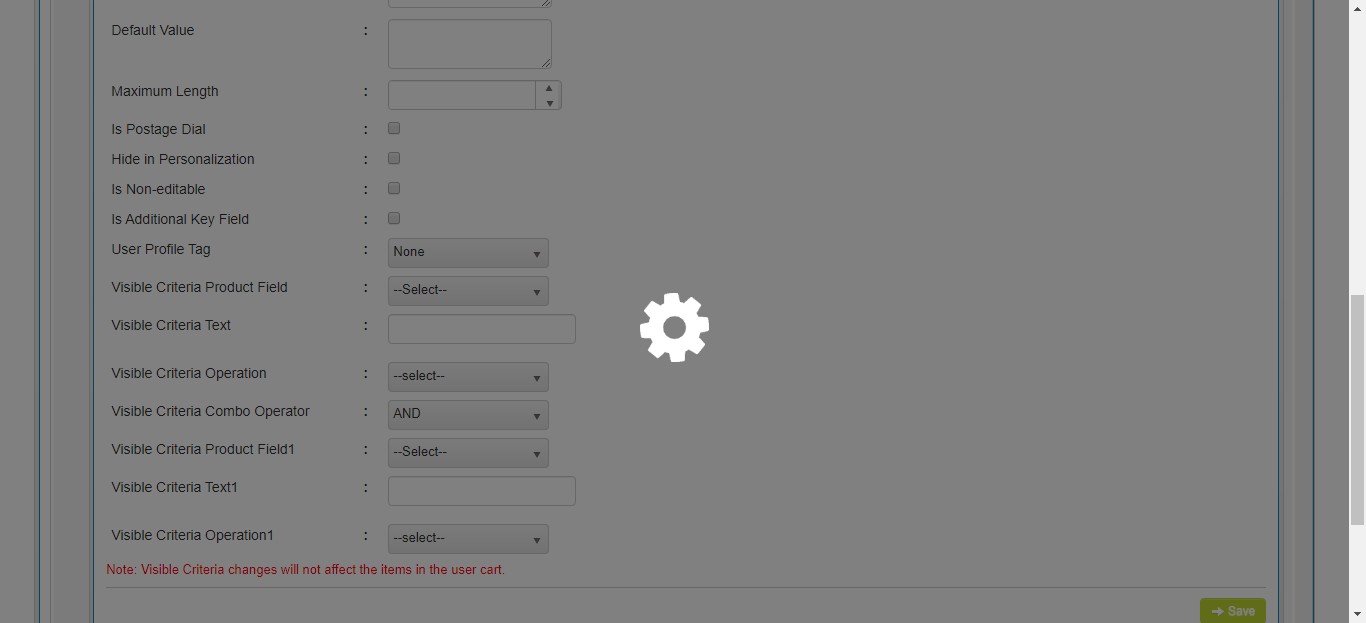 Default Value :
Maximum Length :
Is Postage Dial :
Hide in Personalization :
Is Non-editable :
Is Additional Key Field :
User Profile Tag : None
Visible Criteria Product Field : --Select--
Visible Criteria Text :
Visible Criteria Operation : --select--
Visible Criteria Combo Operator : AND
Visible Criteria Product Field1 : --Select--
Visible Criteria Text1 :
Visible Criteria Operation1 : --select--
Note: Visible Criteria changes will not affect the items in the user cart.
Save